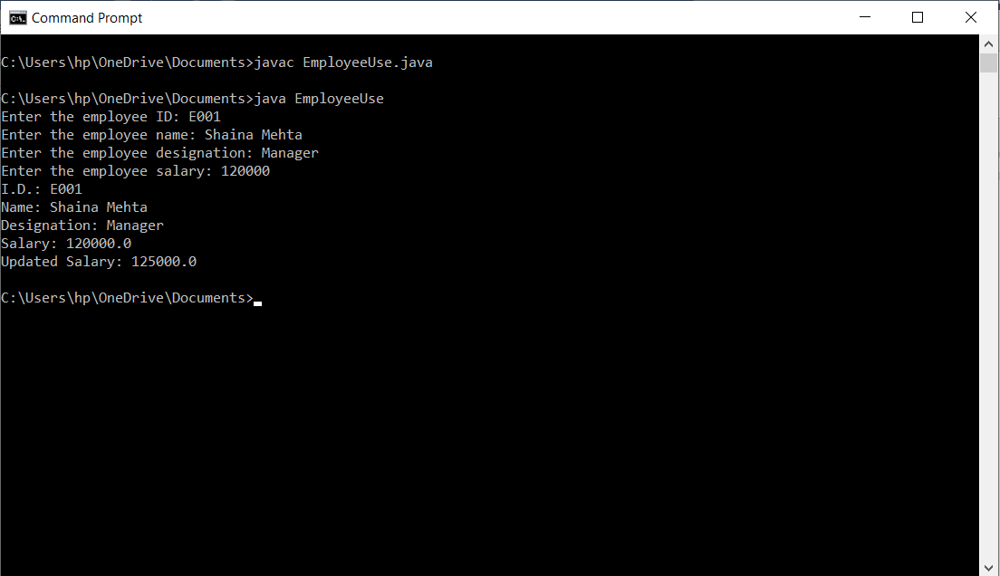 Command Prompt
C:\Users\hp\OneDrive\Documents>javac EmployeeUse.java
C:\Users\hp\OneDrive\Documents>java EmployeeUse
Enter the employee ID: E001
Enter the employee name: Shaina Mehta
Enter the employee designation: Manager
Enter the employee salary: 120000
I.D.: E001
Name: Shaina Mehta
Designation: Manager
Salary: 120000.0
Updated Salary: 125000.0
C:\Users\hp\OneDrive\Documents>